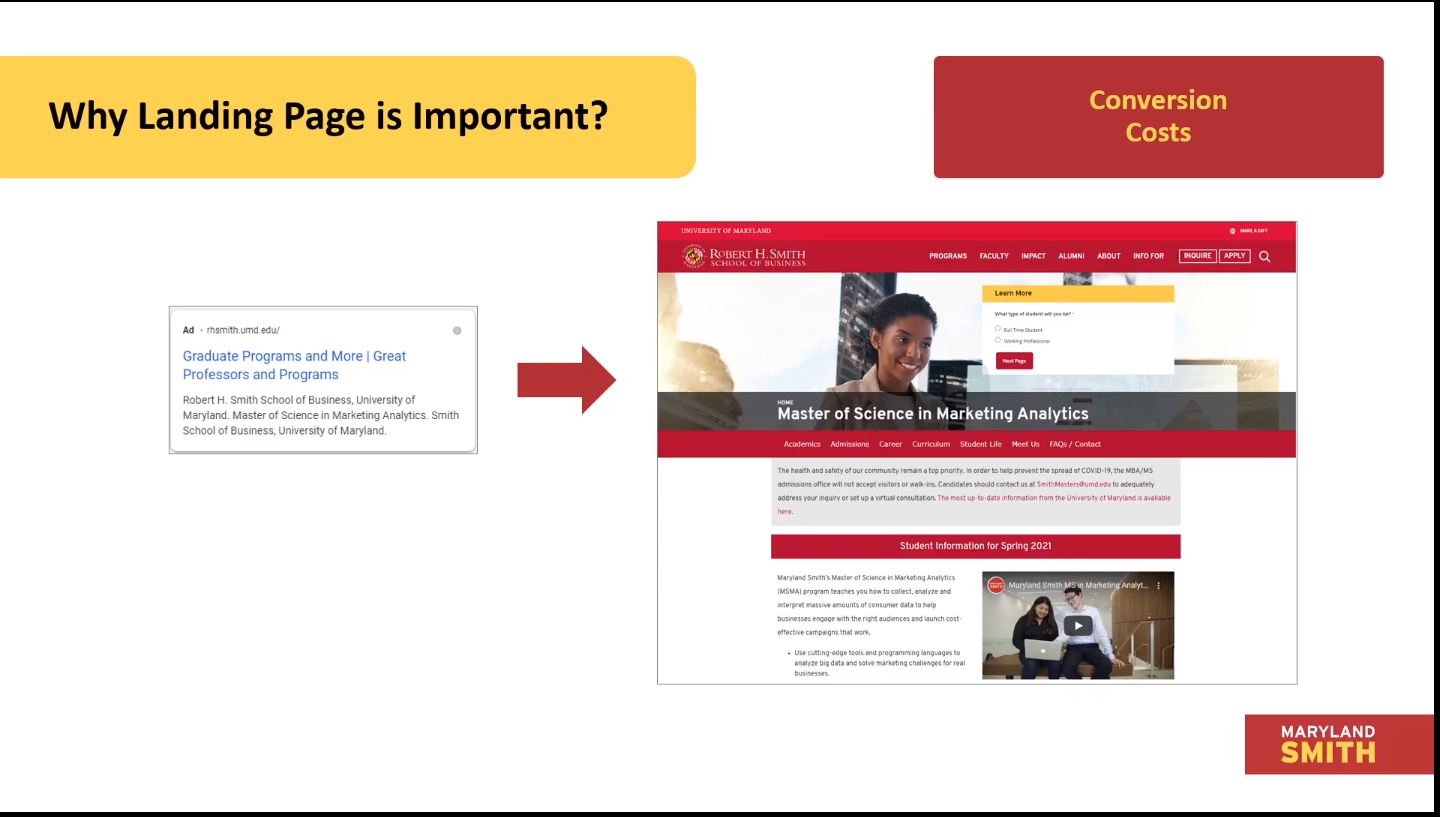 Why Landing Page is Important?
Conversion
Costs
Ad · rhsmith.umd.edu/
Graduate Programs and More | Great
Professors and Programs
Robert H. Smith School of Business, University of
Maryland. Master of Science in Marketing Analytics. Smith
School of Business, University of Maryland.
UNIVERSITY OF MARYLAND
MAKE A GIFT
ROBERT H. SMITH
SCHOOL OF BUSINESS
PROGRAMS FACULTY IMPACT ALUMNI ABOUT INFO FOR INQUIRE APPLY
Learn More
What type of student will you be? *
Full Time Student
Working Professional
Next Page
HOME
Master of Science in Marketing Analytics
Academics Admissions Career Curriculum Student Life Meet Us FAQs / Contact
The health and safety of our community remain a top priority. In order to help prevent the spread of COVID-19, the MBA/MS
admissions office will not accept visitors or walk-ins. Candidates should contact us at SmithMasters@umd.edu to adequately
address your inquiry or set up a virtual consultation. The most up-to-date information from the University of Maryland is available
here.
Student Information for Spring 2021
Maryland Smith's Master of Science in Marketing Analytics
(MSMA) program teaches you how to collect, analyze and
interpret massive amounts of consumer data to help
businesses engage with the right audiences and launch cost-
effective campaigns that work.
• Use cutting-edge tools and programming languages to
analyze big data and solve marketing challenges for real
businesses.
Maryland Smith MS in Marketing Analyt...
MARYLAND
SMITH